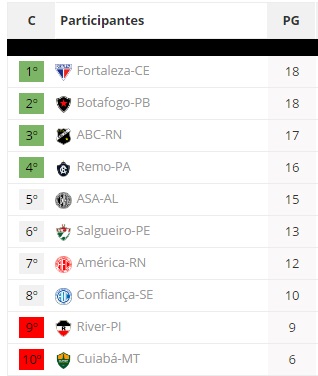 C Participantes PG
1º Fortaleza-CE 18
2º Botafogo-PB 18
3º ABC-RN 17
4º Remo-PA 16
5º ASA-AL 15
6º Salgueiro-PE 13
7º América-RN 12
8º Confiança-SE 10
9º River-PI 9
10º Cuiabá-MT 6